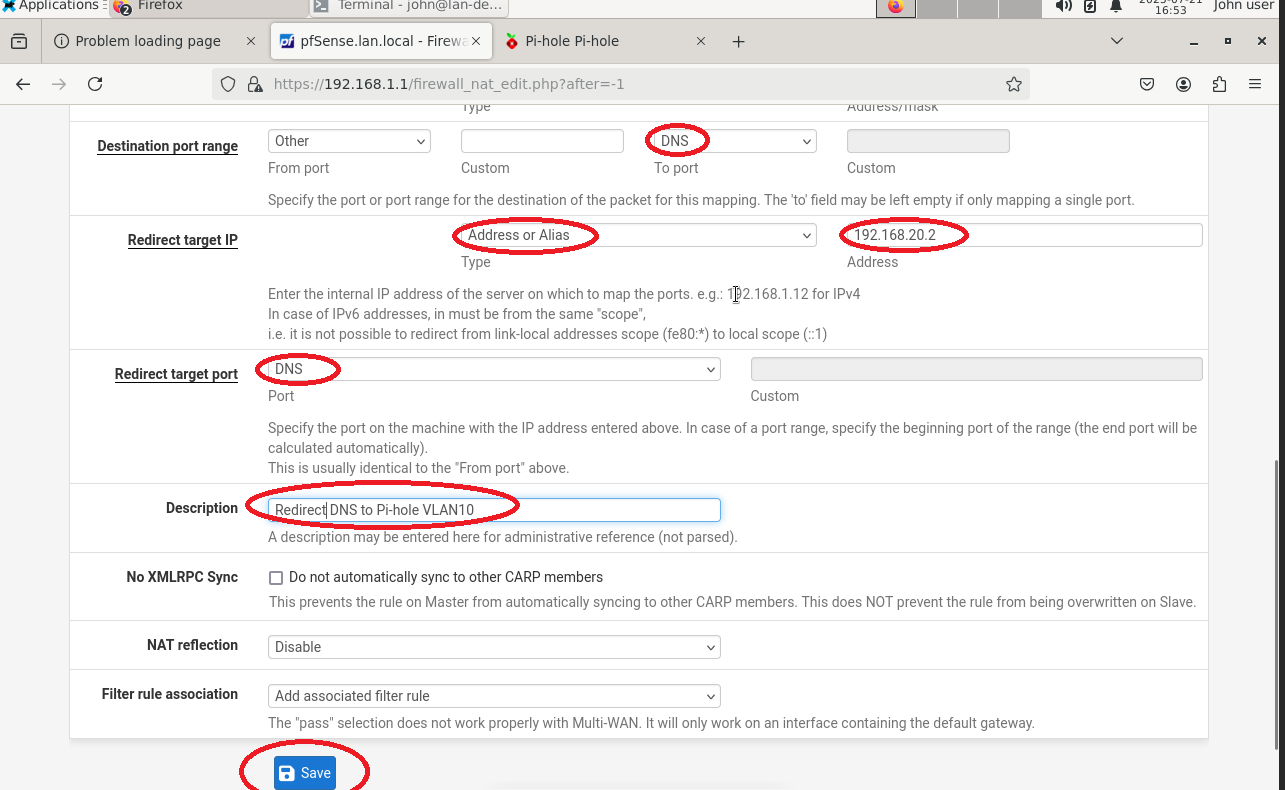 Applications
2
Firefox
Terminal - john@lan-de...
2025-07-21
16:53
John user
Problem loading page
pf
pfSense.lan.local - Firewa
Pi-hole Pi-hole
https://192.168.1.1/firewall_nat_edit.php?after=-1
Type
Address/mask
Destination port range
Other
DNS
From port
Custom
To port
Custom
Specify the port or port range for the destination of the packet for this mapping. The 'to' field may be left empty if only mapping a single port.
Redirect target IP
Address or Alias
192.168.20.2
Type
Address
Enter the internal IP address of the server on which to map the ports. e.g.: 192.168.1.12 for IPv4
In case of IPv6 addresses, in must be from the same "scope",
i.e. it is not possible to redirect from link-local addresses scope (fe80:*) to local scope (::1)
Redirect target port
DNS
Port
Custom
Specify the port on the machine with the IP address entered above. In case of a port range, specify the beginning port of the range (the end port will be
calculated automatically).
This is usually identical to the "From port" above.
Description
Redirect DNS to Pi-hole VLAN10
A description may be entered here for administrative reference (not parsed).
No XMLRPC Sync
Do not automatically sync to other CARP members
This prevents the rule on Master from automatically syncing to other CARP members. This does NOT prevent the rule from being overwritten on Slave.
NAT reflection
Disable
Filter rule association
Add associated filter rule
The "pass" selection does not work properly with Multi-WAN. It will only work on an interface containing the default gateway.
Save